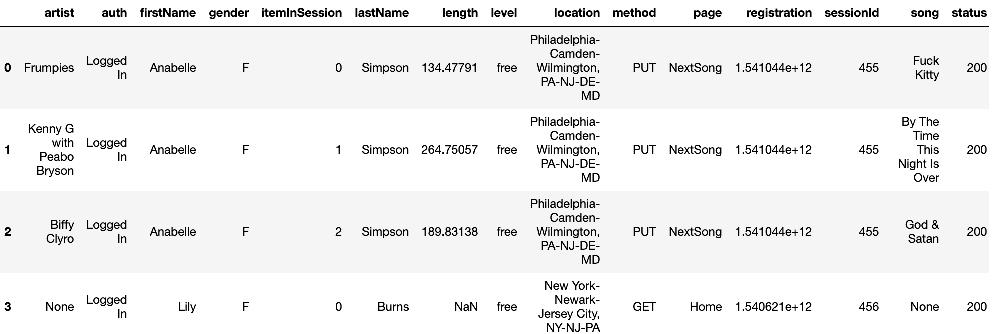 artist auth firstName gender itemInSession lastName length level location method page registration sessionId song status
0 Frumpies Logged In Anabelle F 0 Simpson 134.47791 free Philadelphia-Camden-Wilmington, PA-NJ-DE-MD PUT NextSong 1.541044e+12 455 Fuck Kitty 200
1 Kenny G with Peabo Bryson Logged In Anabelle F 1 Simpson 264.75057 free Philadelphia-Camden-Wilmington, PA-NJ-DE-MD PUT NextSong 1.541044e+12 455 By The Time This Night Is Over 200
2 Biffy Clyro Logged In Anabelle F 2 Simpson 189.83138 free Philadelphia-Camden-Wilmington, PA-NJ-DE-MD PUT NextSong 1.541044e+12 455 God & Satan 200
3 None Logged In Lily F 0 Burns NaN free New York-Newark-Jersey City, NY-NJ-PA GET Home 1.540621e+12 456 None 200